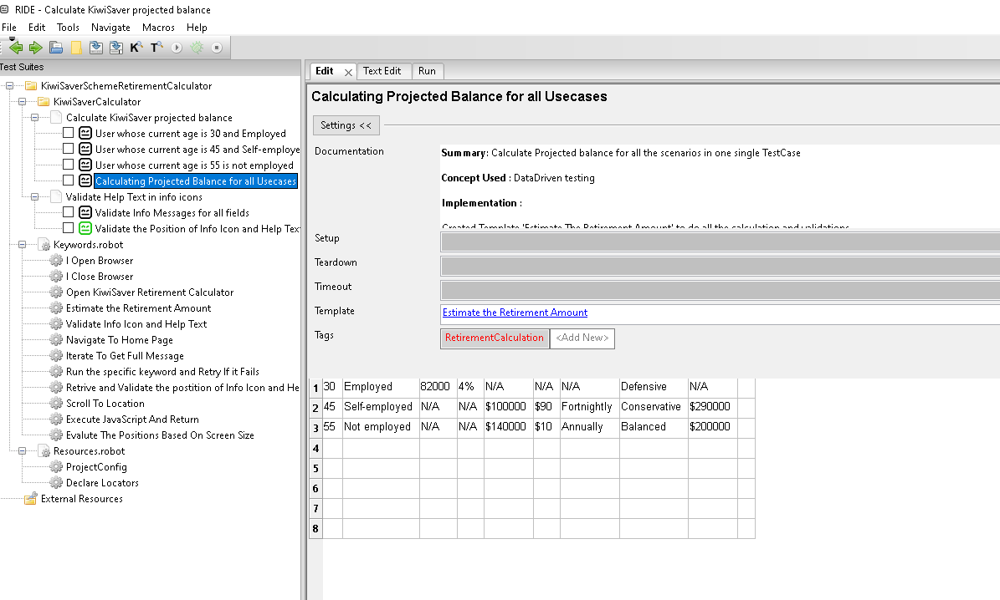 RIDE - Calculate KiwiSaver projected balance
File Edit Tools Navigate Macros Help
Test Suites
KiwiSaverSchemeRetirementCalculator
KiwiSaverCalculator
Calculate KiwiSaver projected balance
User whose current age is 30 and Employed
User whose current age is 45 and Self-employe
User whose current age is 55 is not employed
Calculating Projected Balance for all Usecases
Validate Help Text in info icons
Validate Info Messages for all fields
Validate the Position of Info Icon and Help Tex
Keywords.robot
I Open Browser
I Close Browser
Open KiwiSaver Retirement Calculator
Estimate the Retirement Amount
Validate Info Icon and Help Text
Navigate To Home Page
Iterate To Get Full Message
Run the specific keyword and Retry If it Fails
Retrive and Validate the postition of Info Icon and He
Scroll To Location
Execute JavaScript And Return
Evalute The Positions Based On Screen Size
Resources.robot
ProjectConfig
Declare Locators
External Resources
Edit Text Edit Run
Calculating Projected Balance for all Usecases
Settings <<
Documentation
Summary: Calculate Projected balance for all the scenarios in one single TestCase
Concept Used : DataDriven testing
Implementation :
Created Template 'Estimate The Retirement Amount' to do all the calculation and validations
Setup
Teardown
Timeout
Template Estimate the Retirement Amount
Tags RetirementCalculation <Add New>
1 30 Employed 82000 4% N/A N/A N/A Defensive N/A
2 45 Self-employed N/A N/A $100000 $90 Fortnightly Conservative $290000
3 55 Not employed N/A N/A $140000 $10 Annually Balanced $200000
4
5
6
7
8